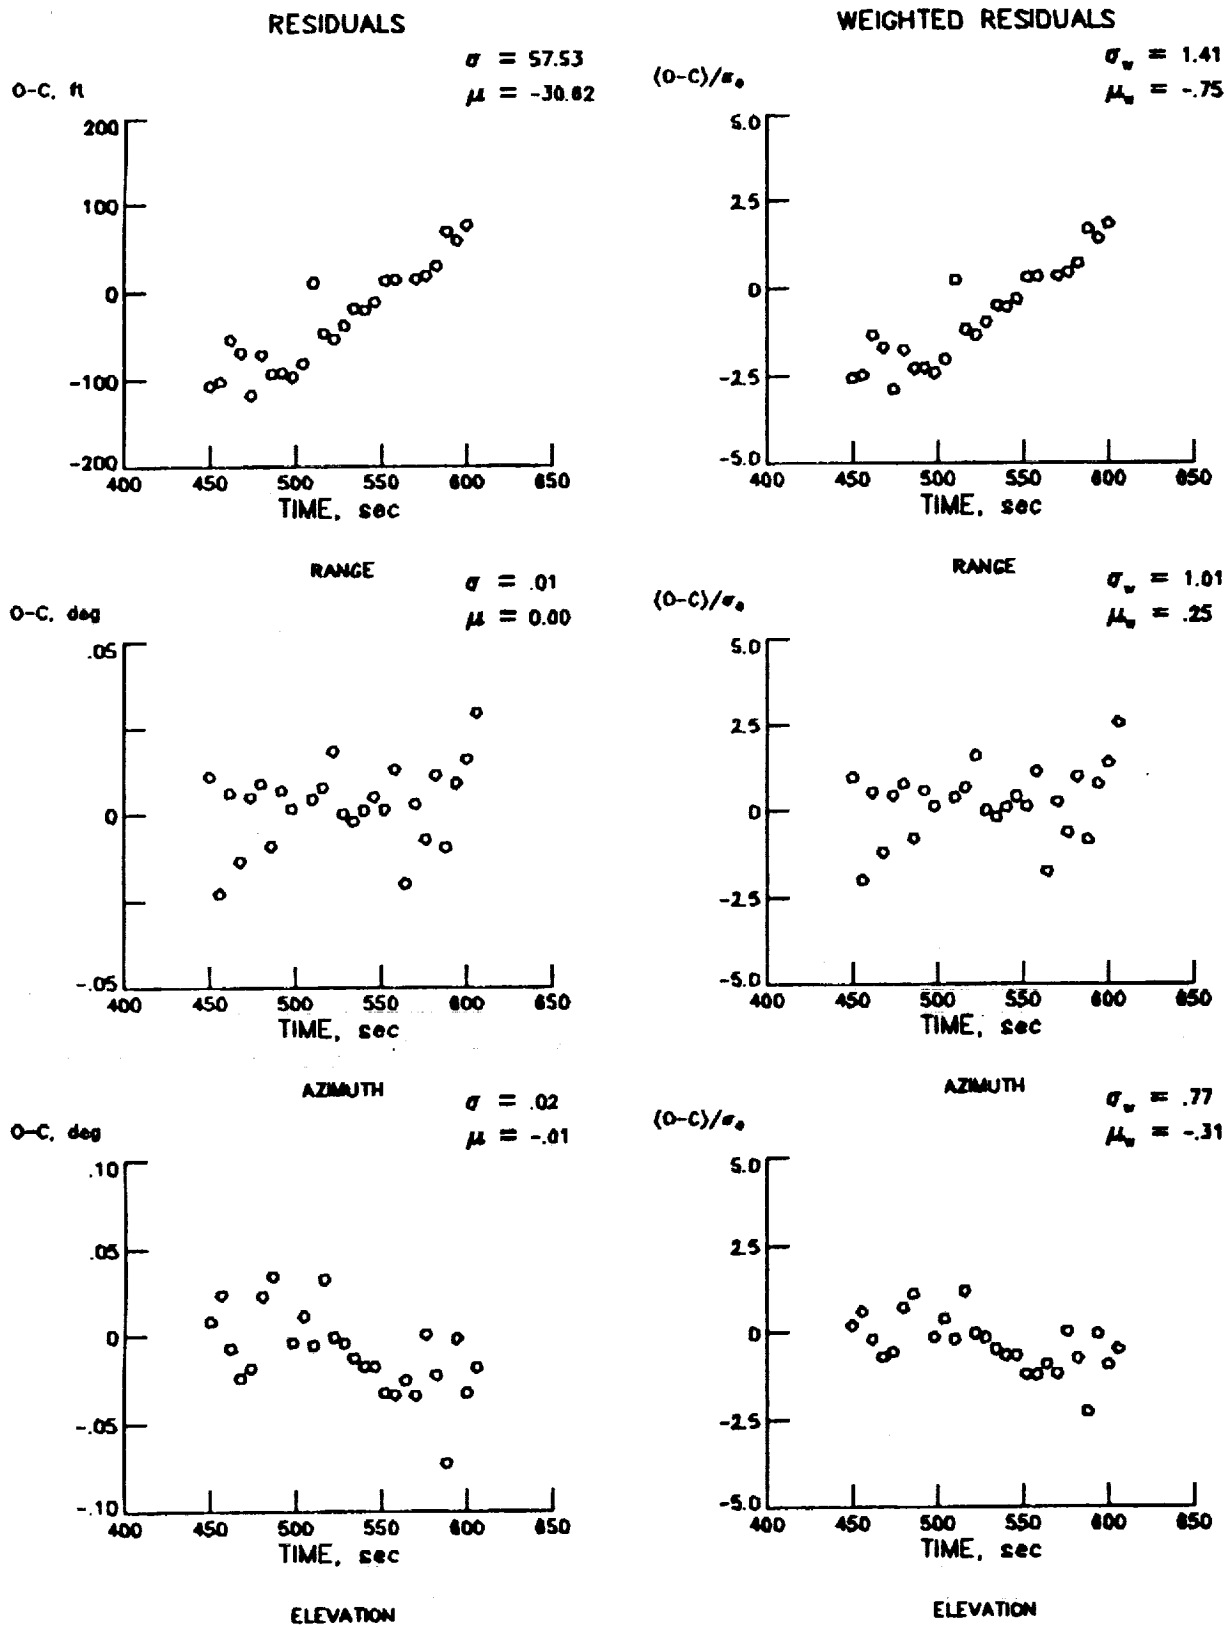 RESIDUALS
σ = 57.53
O-C, ft
μ = -30.62
200
100
0
-100
-200
400 450 500 550 600 650
TIME, sec
RANGE
WEIGHTED RESIDUALS
σw = 1.41
(O-C)/σo
μw = -.75
5.0
2.5
0
-2.5
-5.0
400 450 500 550 600 650
TIME, sec
RANGE
σ = .01
O-C, deg
μ = 0.00
.05
0
-.05
400 450 500 550 600 650
TIME, sec
AZIMUTH
σw = 1.01
(O-C)/σo
μw = .25
5.0
2.5
0
-2.5
-5.0
400 450 500 550 600 650
TIME, sec
AZIMUTH
σ = .02
O-C, deg
μ = -.01
.10
.05
0
-.05
-.10
400 450 500 550 600 650
TIME, sec
ELEVATION
σw = .77
(O-C)/σo
μw = -.31
5.0
2.5
0
-2.5
-5.0
400 450 500 550 600 650
TIME, sec
ELEVATION